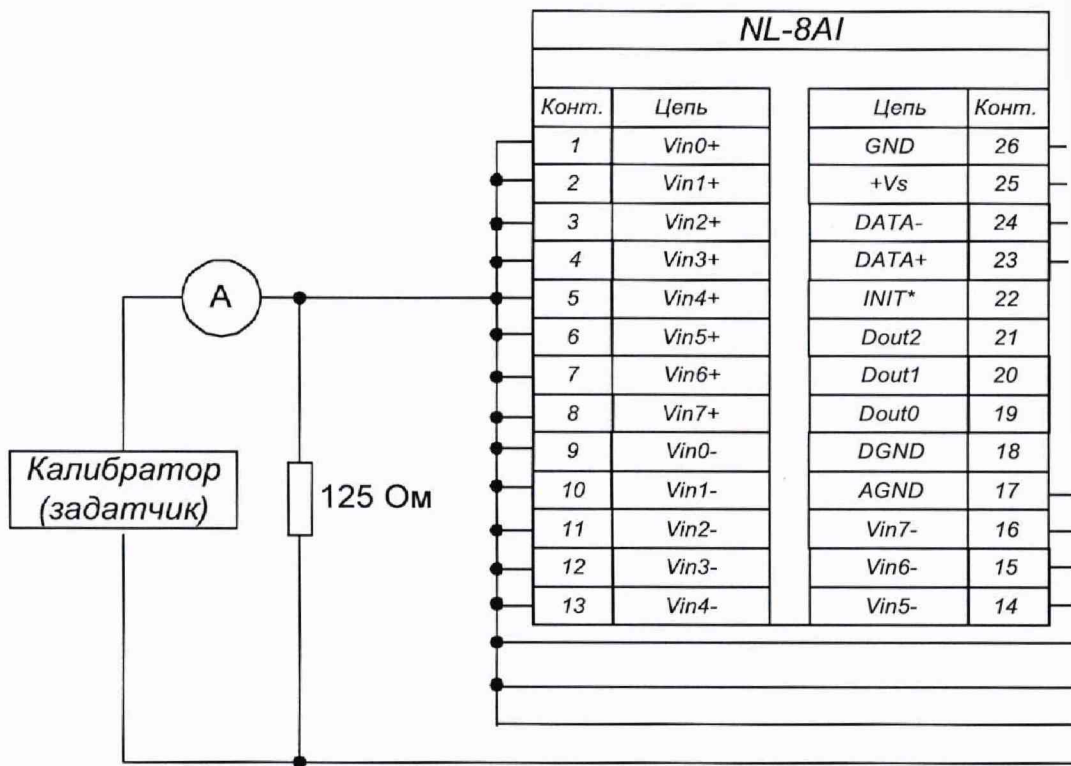 NL-8AI
Конт. Цепь Цепь Конт.
1 Vin0+ GND 26
2 Vin1+ +Vs 25
3 Vin2+ DATA- 24
4 Vin3+ DATA+ 23
A 5 Vin4+ INIT* 22
6 Vin5+ Dout2 21
7 Vin6+ Dout1 20
8 Vin7+ Dout0 19
9 Vin0- DGND 18
10 Vin1- AGND 17
11 Vin2- Vin7- 16
12 Vin3- Vin6- 15
13 Vin4- Vin5- 14
Калибратор
(задатчик)
125 Ом